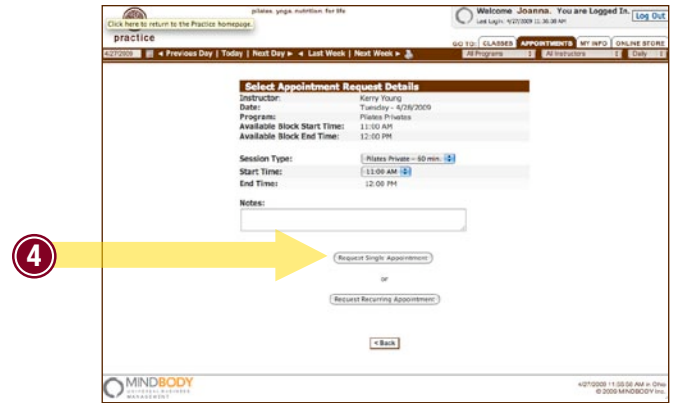 pilates. yoga. nutrition. for life
Welcome Joanna. You are Logged In. Log Out
Last Login: 4/27/2009 11:30:30 AM
Click here to return to the Practice homepage.
practice
GO TO: CLASSES APPOINTMENTS MY INFO ONLINE STORE
4/27/2009 ◄ Previous Day | Today | Next Day ► ◄ Last Week | Next Week ► All Programs All Instructors Daily
Select Appointment Request Details
Instructor: Kerry Young
Date: Tuesday - 4/28/2009
Program: Pilates Privates
Available Block Start Time: 11:00 AM
Available Block End Time: 12:00 PM
Session Type: Pilates Private - 60 min.
Start Time: 11:00 AM
End Time: 12:00 PM
Notes:
4
Request Single Appointment
or
Request Recurring Appointment
< Back
MINDBODY
UNIVERSAL BUSINESS
MANAGEMENT
4/27/2009 11:55:50 AM in Ohio
© 2009 MINDBODY Inc.